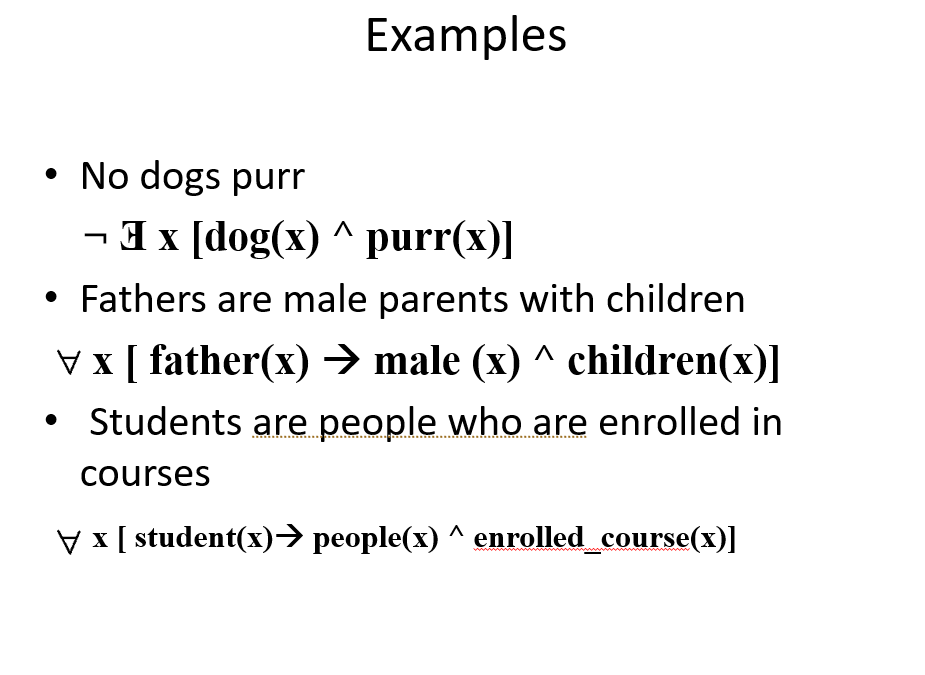 Examples
• No dogs purr
¬ ∃ x [dog(x) ^ purr(x)]
• Fathers are male parents with children
∀ x [ father(x) → male (x) ^ children(x)]
• Students are people who are enrolled in
courses
∀ x [ student(x)→ people(x) ^ enrolled_course(x)]